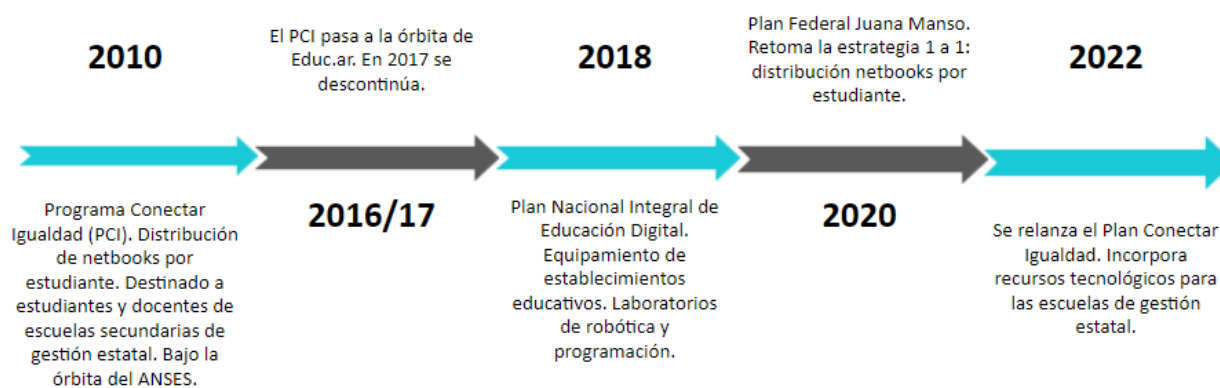 2010
Programa Conectar
Igualdad (PCI). Distribución
de netbooks por
estudiante. Destinado a
estudiantes y docentes de
escuelas secundarias de
gestión estatal. Bajo la
órbita del ANSES.
El PCI pasa a la órbita de
Educ.ar. En 2017 se
descontinúa.
2016/17
2018
Plan Nacional Integral de
Educación Digital.
Equipamiento de
establecimientos
educativos. Laboratorios
de robótica y
programación.
Plan Federal Juana Manso.
Retoma la estrategia 1 a 1:
distribución netbooks por
estudiante.
2020
2022
Se relanza el Plan Conectar
Igualdad. Incorpora
recursos tecnológicos para
las escuelas de gestión
estatal.